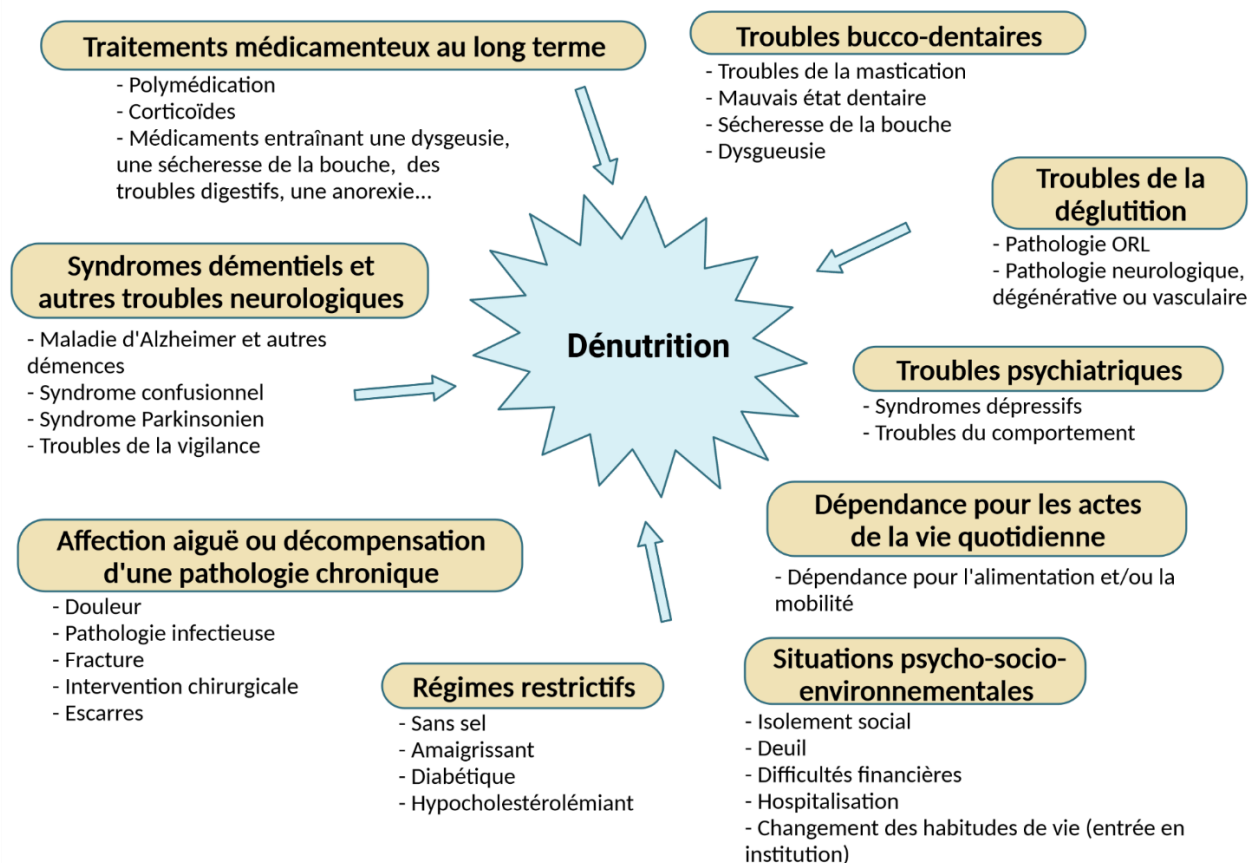 Traitements médicamenteux au long terme
- Polymédication
- Corticoïdes
- Médicaments entraînant une dysgeusie,
une sécheresse de la bouche, des
troubles digestifs, une anorexie...
Troubles bucco-dentaires
- Troubles de la mastication
- Mauvais état dentaire
- Sécheresse de la bouche
- Dysgueusie
Troubles de la
déglutition
- Pathologie ORL
- Pathologie neurologique,
dégénérative ou vasculaire
Syndromes démentiels et
autres troubles neurologiques
- Maladie d'Alzheimer et autres
démences
- Syndrome confusionnel
- Syndrome Parkinsonien
- Troubles de la vigilance
Dénutrition
Troubles psychiatriques
- Syndromes dépressifs
- Troubles du comportement
Dépendance pour les actes
de la vie quotidienne
- Dépendance pour l'alimentation et/ou la
mobilité
Affection aiguë ou décompensation
d'une pathologie chronique
- Douleur
- Pathologie infectieuse
- Fracture
- Intervention chirurgicale
- Escarres
Régimes restrictifs
- Sans sel
- Amaigrissant
- Diabétique
- Hypocholestérolémiant
Situations psycho-socio-
environnementales
- Isolement social
- Deuil
- Difficultés financières
- Hospitalisation
- Changement des habitudes de vie (entrée en
institution)